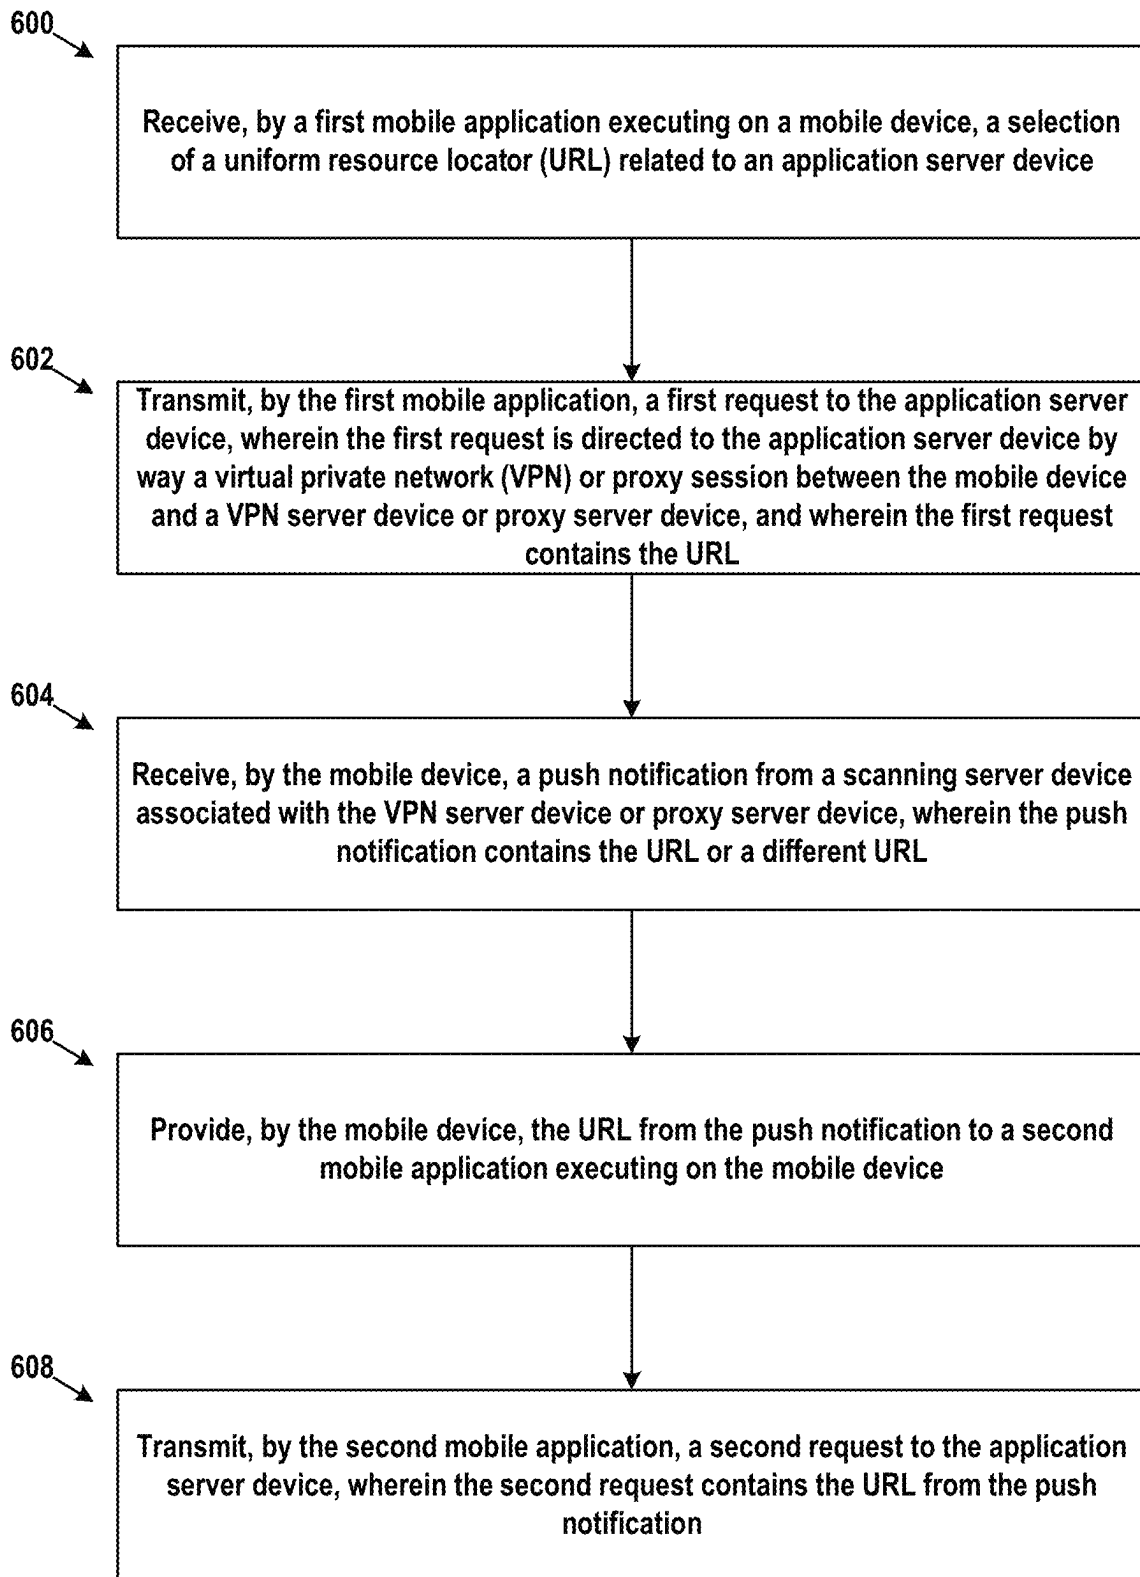 600
Receive, by a first mobile application executing on a mobile device, a selection
of a uniform resource locator (URL) related to an application server device
602
Transmit, by the first mobile application, a first request to the application server
device, wherein the first request is directed to the application server device by
way a virtual private network (VPN) or proxy session between the mobile device
and a VPN server device or proxy server device, and wherein the first request
contains the URL
604
Receive, by the mobile device, a push notification from a scanning server device
associated with the VPN server device or proxy server device, wherein the push
notification contains the URL or a different URL
606
Provide, by the mobile device, the URL from the push notification to a second
mobile application executing on the mobile device
608
Transmit, by the second mobile application, a second request to the application
server device, wherein the second request contains the URL from the push
notification